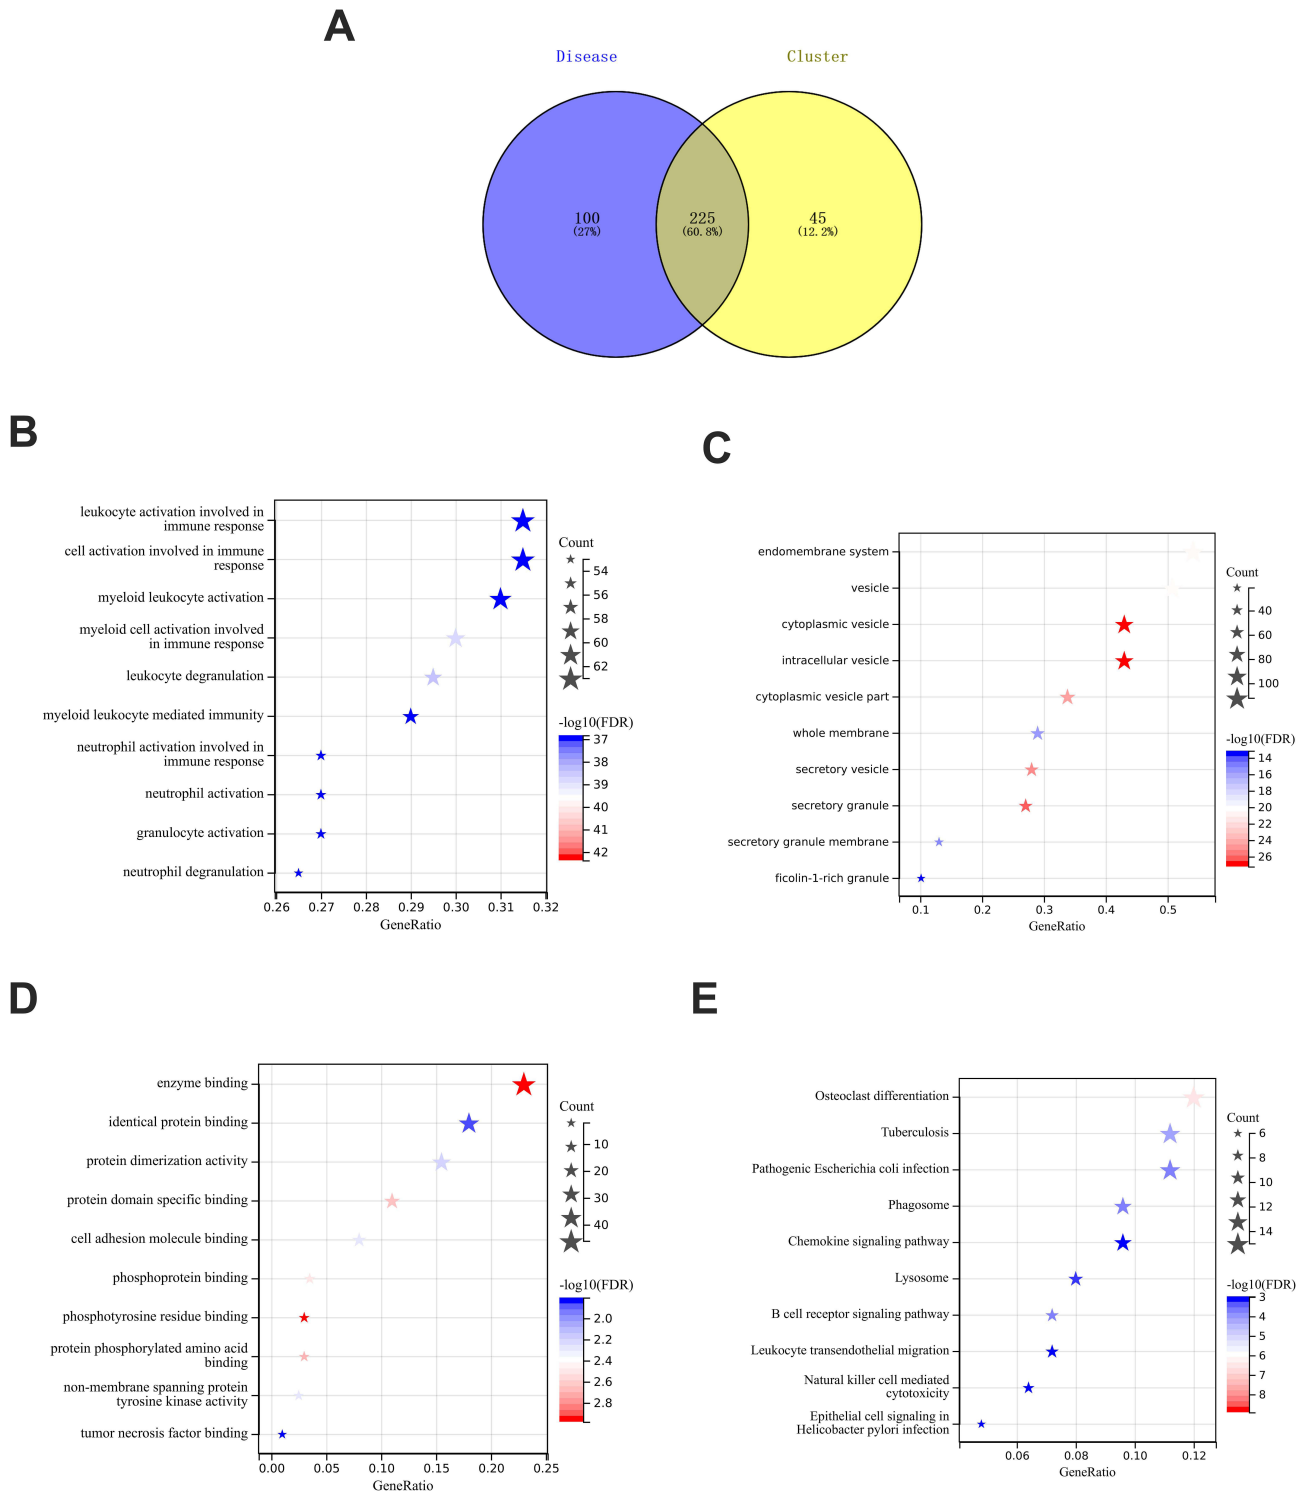 A
Disease
Cluster
100
(27%)
225
(60.8%)
45
(12.2%)
B
leukocyte activation involved in
immune response
cell activation involved in immune
response
myeloid leukocyte activation
myeloid cell activation involved
in immune response
leukocyte degranulation
myeloid leukocyte mediated immunity
neutrophil activation involved in
immune response
neutrophil activation
granulocyte activation
neutrophil degranulation
0.26 0.27 0.28 0.29 0.30 0.31 0.32
GeneRatio
Count
54
56
58
60
62
-log10(FDR)
37
38
39
40
41
42
C
endomembrane system
vesicle
cytoplasmic vesicle
intracellular vesicle
cytoplasmic vesicle part
whole membrane
secretory vesicle
secretory granule
secretory granule membrane
ficolin-1-rich granule
0.1 0.2 0.3 0.4 0.5
GeneRatio
Count
40
60
80
100
-log10(FDR)
14
16
18
20
22
24
26
D
enzyme binding
identical protein binding
protein dimerization activity
protein domain specific binding
cell adhesion molecule binding
phosphoprotein binding
phosphotyrosine residue binding
protein phosphorylated amino acid
binding
non-membrane spanning protein
tyrosine kinase activity
tumor necrosis factor binding
0.00 0.05 0.10 0.15 0.20 0.25
GeneRatio
Count
10
20
30
40
-log10(FDR)
2.0
2.2
2.4
2.6
2.8
E
Osteoclast differentiation
Tuberculosis
Pathogenic Escherichia coli infection
Phagosome
Chemokine signaling pathway
Lysosome
B cell receptor signaling pathway
Leukocyte transendothelial migration
Natural killer cell mediated
cytotoxicity
Epithelial cell signaling in
Helicobacter pylori infection
0.06 0.08 0.10 0.12
GeneRatio
Count
6
8
10
12
14
-log10(FDR)
3
4
5
6
7
8